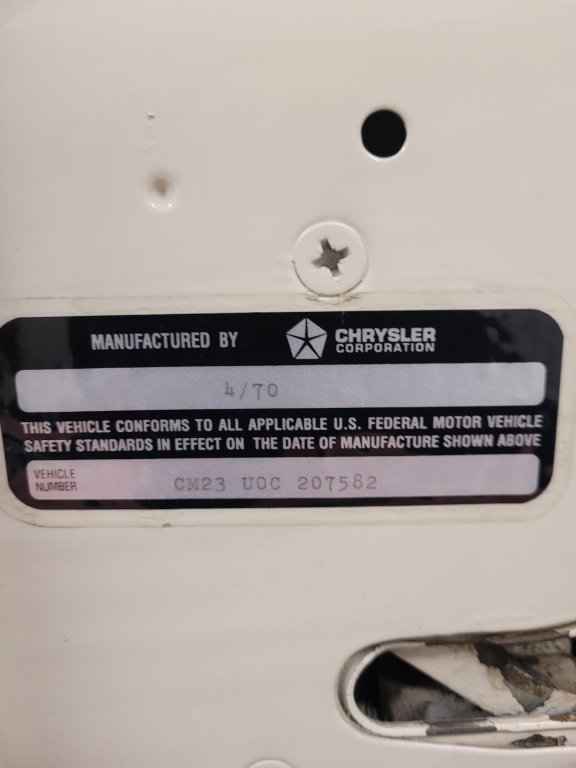 MANUFACTURED BY CHRYSLER
CORPORATION
4/70
THIS VEHICLE CONFORMS TO ALL APPLICABLE U.S. FEDERAL MOTOR VEHICLE
SAFETY STANDARDS IN EFFECT ON THE DATE OF MANUFACTURE SHOWN ABOVE
VEHICLE
NUMBER CM23 U0C 207582